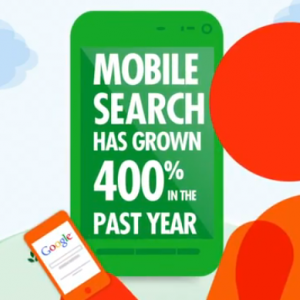 MOBILE
SEARCH
HAS GROWN
400% IN THE
PAST YEAR
Google